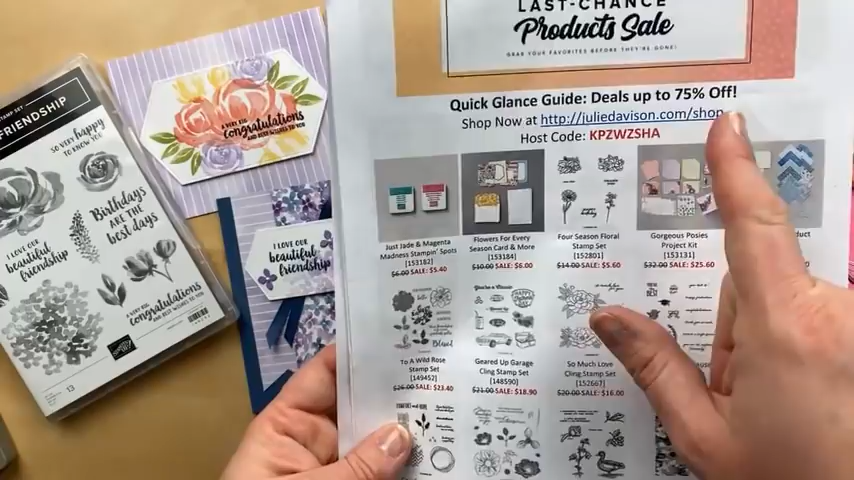 LAST-CHANCE
Products Sale
GRAB YOUR FAVORITES BEFORE THEY'RE GONE!
Quick Glance Guide: Deals up to 75% Off!
Shop Now at http://juliedavison.com/shop
Host Code: KPZWZSHA
Just Jade & Magenta
Madness Stampin' Spots
[153182]
$6.00 SALE: $5.40
Flowers For Every
Season Card & More
[153184]
$10.00 SALE: $6.00
Four Season Floral
Stamp Set
[152801]
$14.00 SALE: $5.60
Gorgeous Posies
Project Kit
[153131]
$32.00 SALE: $25.60
To A Wild Rose
Stamp Set
[149452]
$26.00 SALE: $23.40
Geared Up Garage
Cling Stamp Set
[148590]
$21.00 SALE: $18.90
So Much Love
Cling Stamp Set
[152667]
$20.00 SALE: $16.00
STAMP SET
FRIENDSHIP
SO VERY happy
TO KNOW YOU
Birthdays
ARE THE
best days
I LOVE OUR
beautiful
friendship
A VERY BIG
congratulations
AND BEST WISHES TO YOU
13
A VERY BIG
congratulations
AND BEST WISHES TO YOU
I LOVE OUR
beautiful
friendship